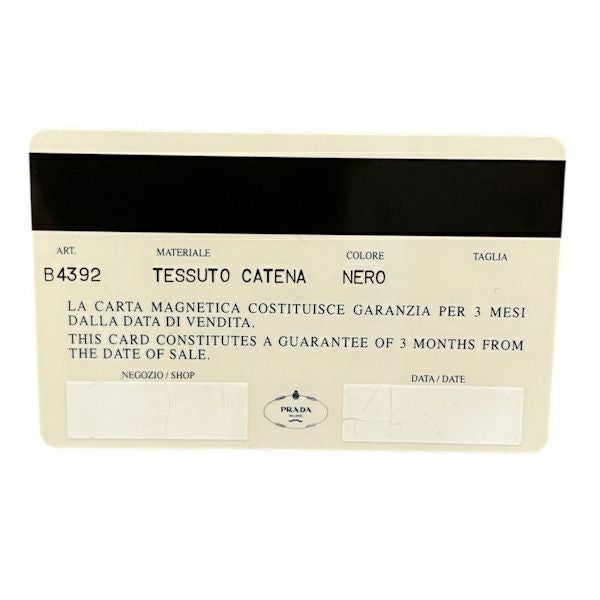 ART. MATERIALE COLORE TAGLIA
B4392 TESSUTO CATENA NERO
LA CARTA MAGNETICA COSTITUISCE GARANZIA PER 3 MESI
DALLA DATA DI VENDITA.
THIS CARD CONSTITUTES A GUARANTEE OF 3 MONTHS FROM
THE DATE OF SALE.
NEGOZIO / SHOP DATA / DATE
PRADA
MILANO